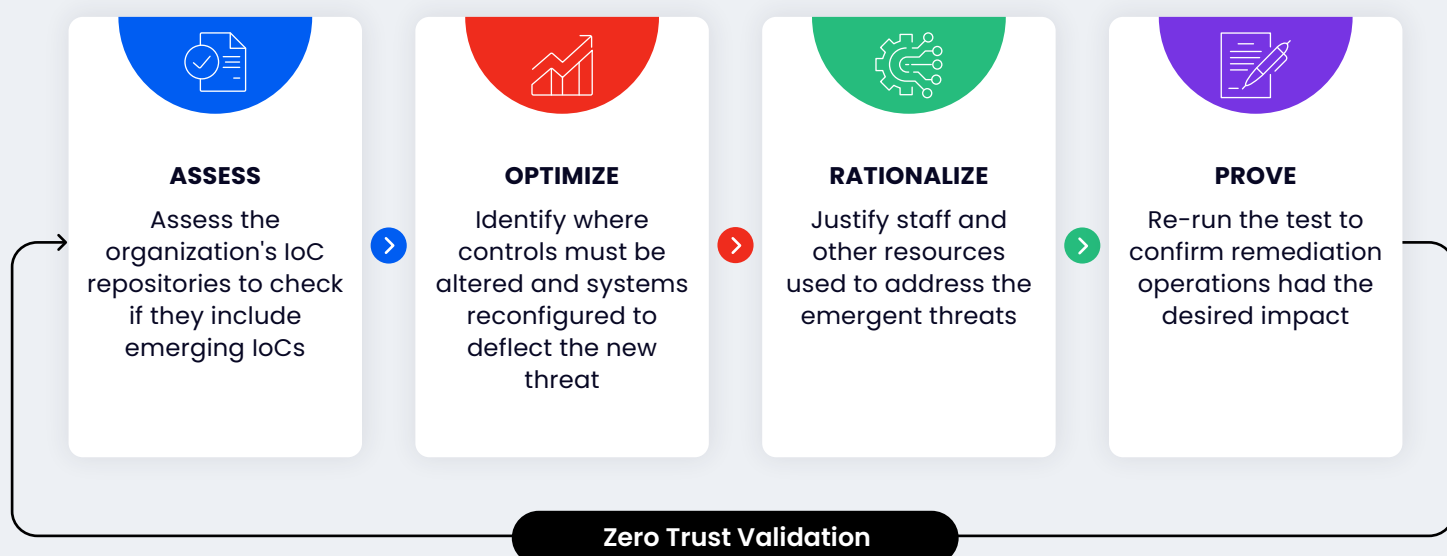 ASSESS
Assess the
organization's IoC
repositories to check
if they include
emerging IoCs
OPTIMIZE
Identify where
controls must be
altered and systems
reconfigured to
deflect the new
threat
RATIONALIZE
Justify staff and
other resources
used to address the
emergent threats
PROVE
Re-run the test to
confirm remediation
operations had the
desired impact
Zero Trust Validation